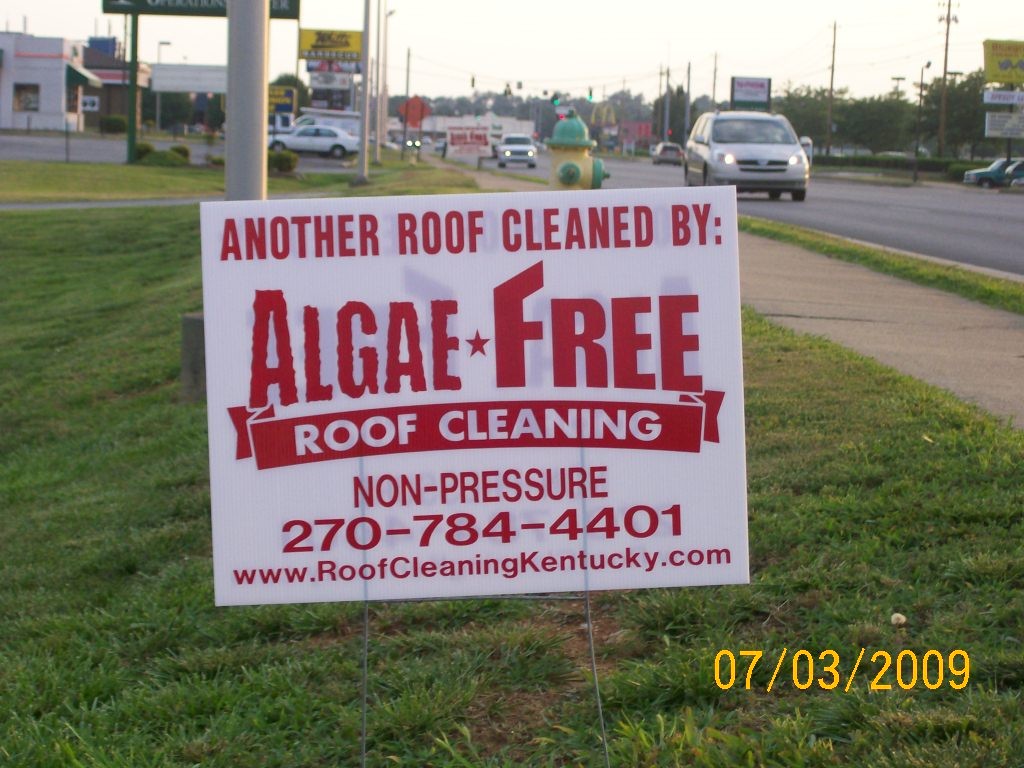 ANOTHER ROOF CLEANED BY:
ALGAE★FREE
ROOF CLEANING
NON-PRESSURE
270-784-4401
www.RoofCleaningKentucky.com
07/03/2009